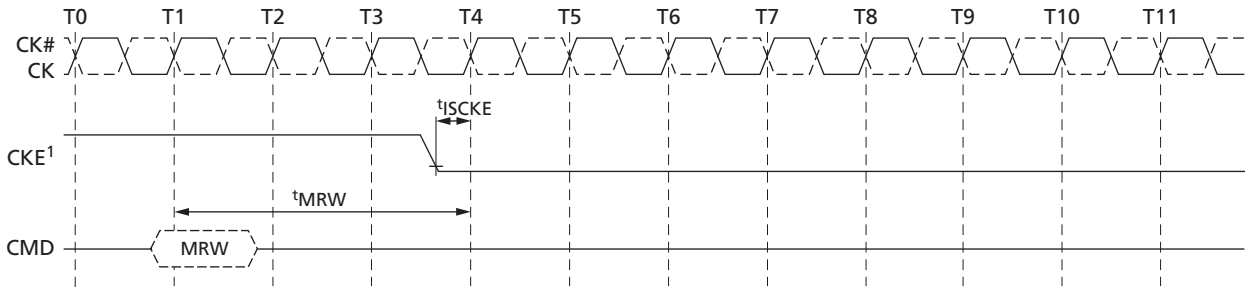 T0 T1 T2 T3 T4 T5 T6 T7 T8 T9 T10 T11
CK#
CK
tISCKE
CKE1
tMRW
CMD MRW